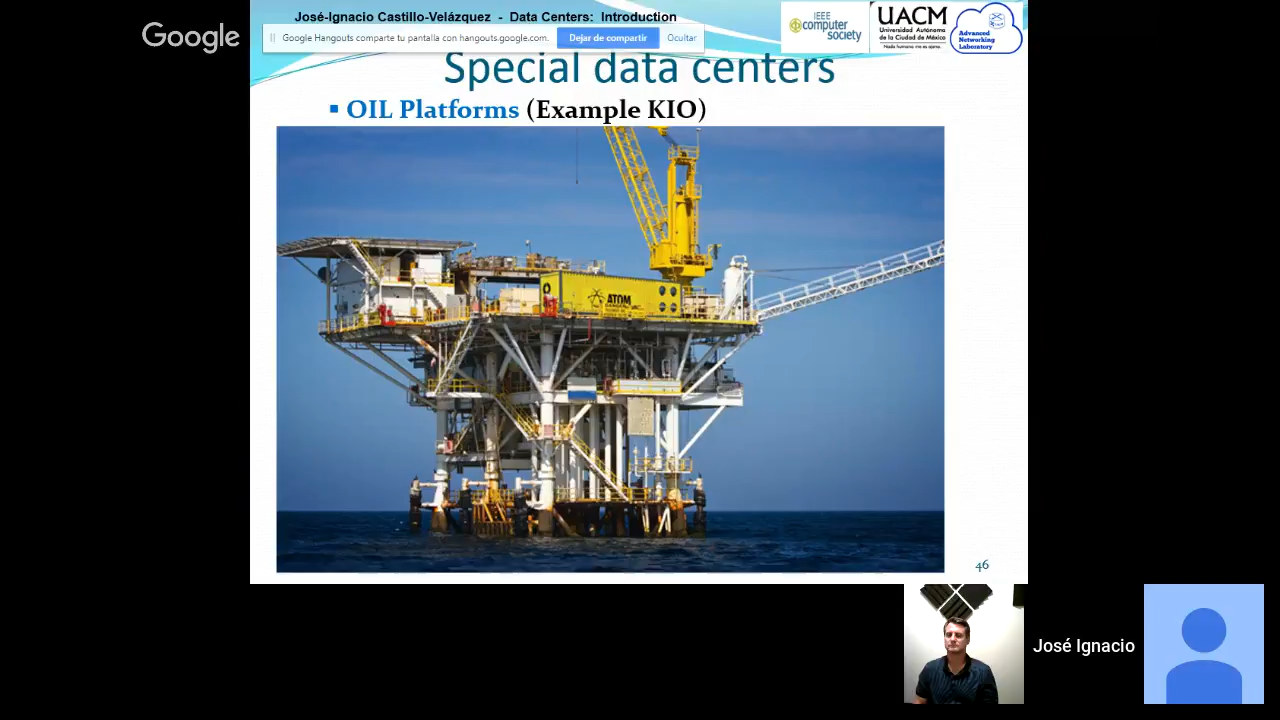 Google
José-Ignacio Castillo-Velázquez - Data Centers: Introduction
Google Hangouts comparte tu pantalla con hangouts.google.com.
Dejar de compartir
Ocultar
IEEE
computer
society
UACM
Universidad Autónoma
de la Ciudad de México
Nada humano me es ajeno
Advanced
Networking
Laboratory
Special data centers
▪ OIL Platforms (Example KIO)
ATOM
46
José Ignacio